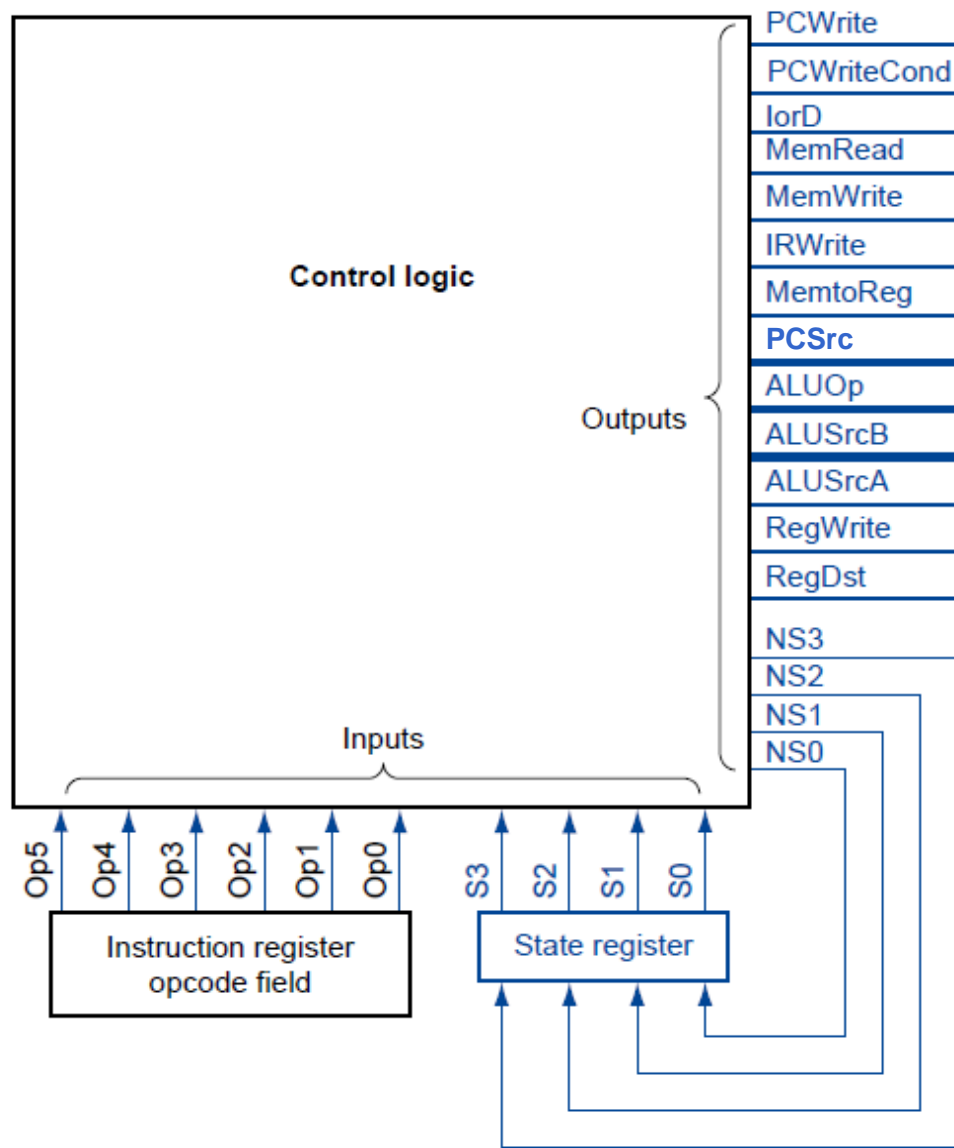 PCWrite
PCWriteCond
IorD
MemRead
MemWrite
IRWrite
Control logic
MemtoReg
PCSrc
ALUOp
Outputs
ALUSrcB
ALUSrcA
RegWrite
RegDst
NS3
NS2
NS1
Inputs
NS0
Op5
Op4
Op3
Op2
Op1
Op0
S3
S2
S1
S0
Instruction register
opcode field
State register